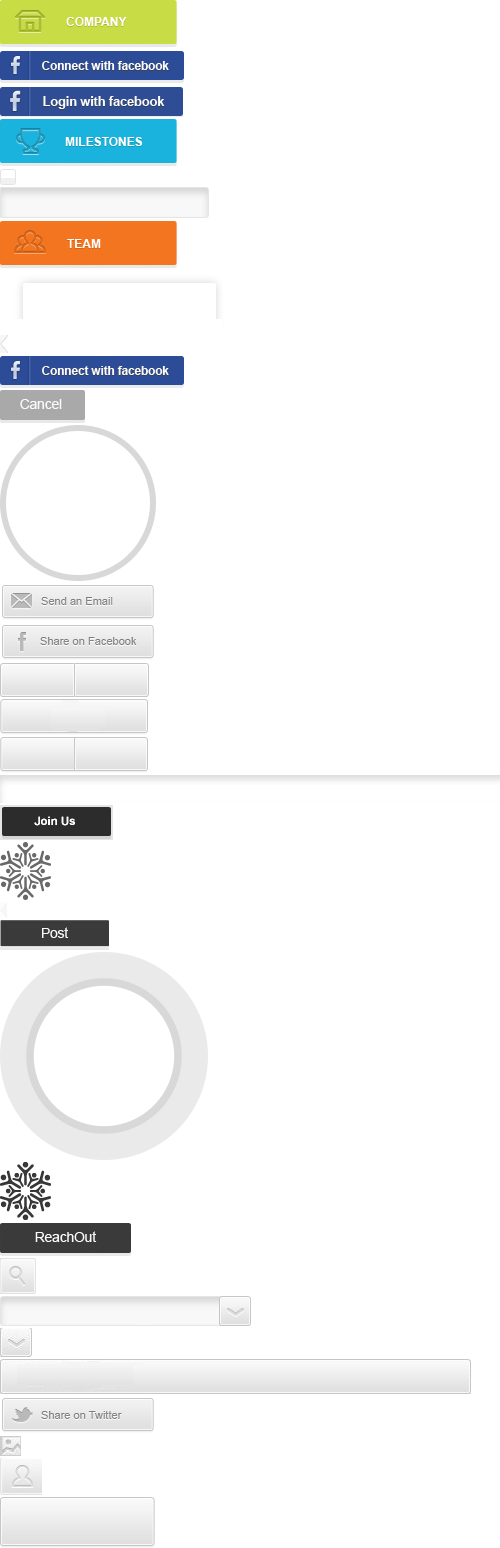 COMPANY
Connect with facebook
Login with facebook
MILESTONES
TEAM
Connect with facebook
Cancel
Send an Email
Share on Facebook
Join Us
Post
ReachOut
Share on Twitter